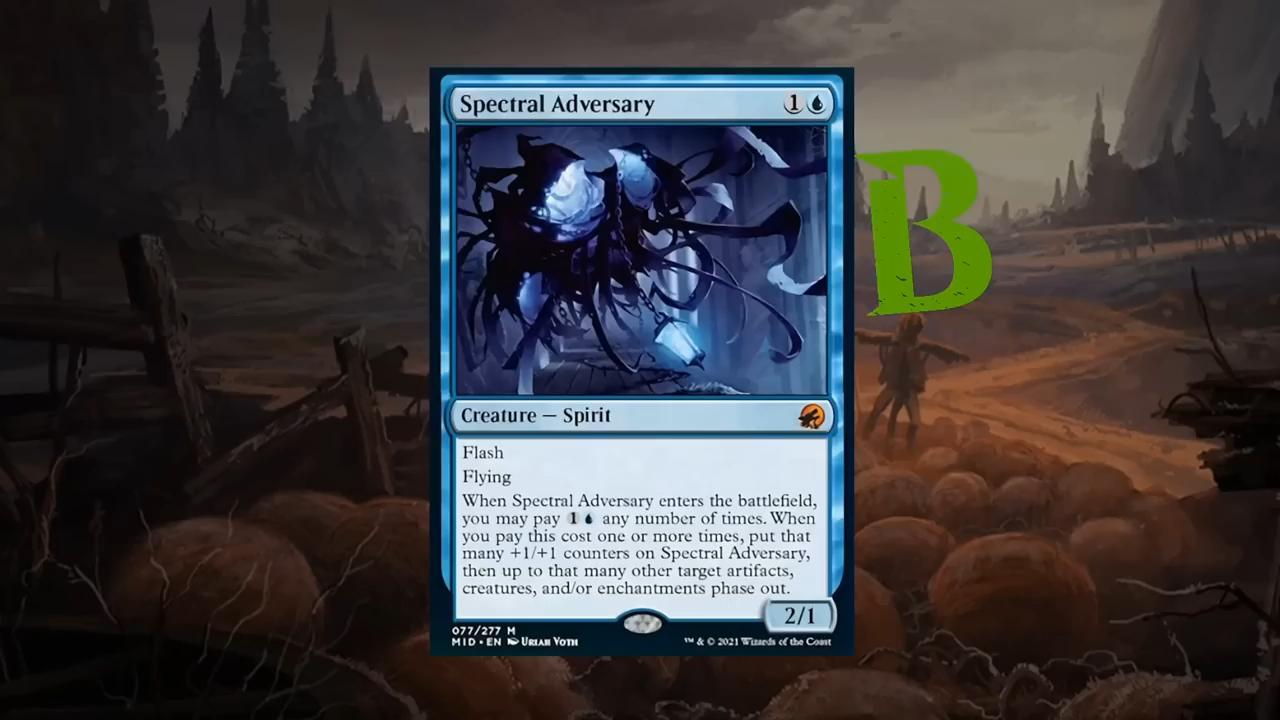 Spectral Adversary 1
B
Creature — Spirit
Flash
Flying
When Spectral Adversary enters the battlefield,
you may pay 1 any number of times. When
you pay this cost one or more times, put that
many +1/+1 counters on Spectral Adversary,
then up to that many other target artifacts,
creatures, and/or enchantments phase out.
2/1
077/277 M
MID • EN Uriah Voth
™ & © 2021 Wizards of the Coast